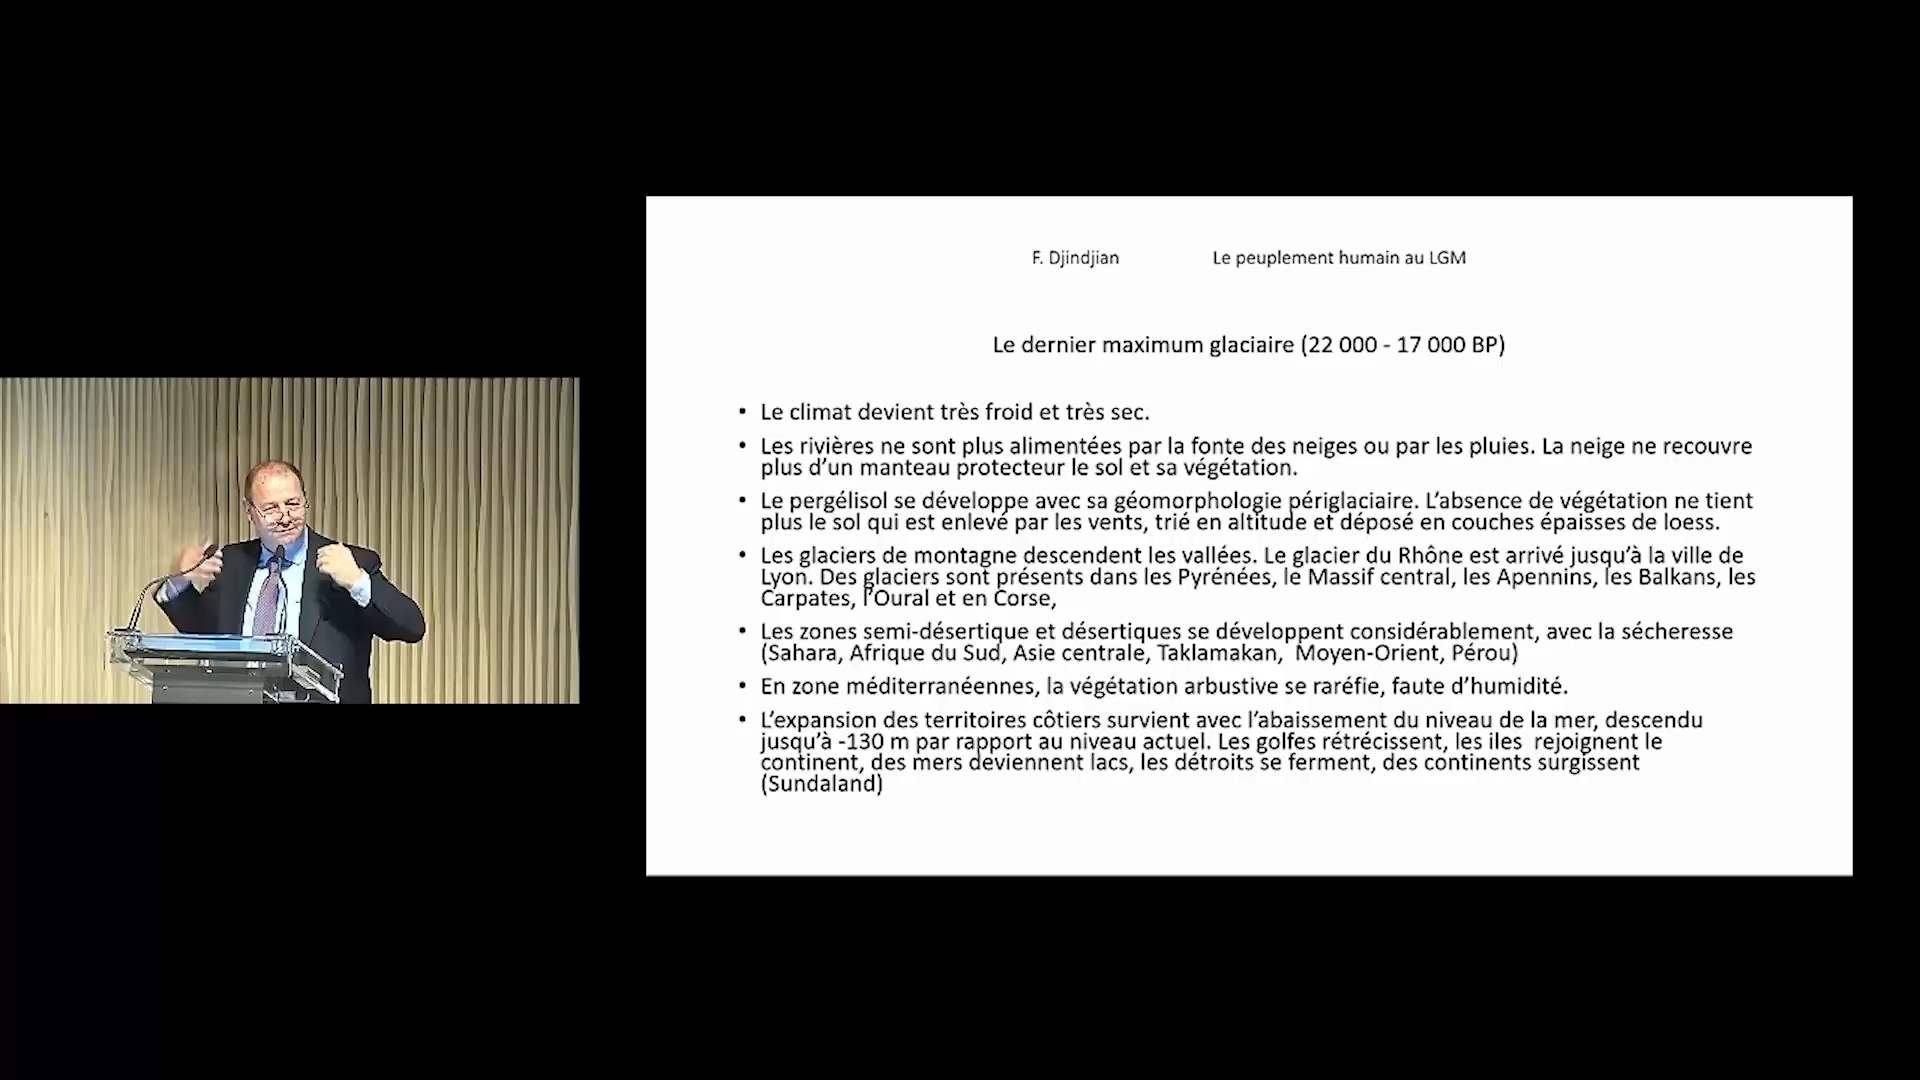 F. Djindjian Le peuplement humain au LGM
Le dernier maximum glaciaire (22 000 - 17 000 BP)
• Le climat devient très froid et très sec.
• Les rivières ne sont plus alimentées par la fonte des neiges ou par les pluies. La neige ne recouvre
plus d’un manteau protecteur le sol et sa végétation.
• Le pergélisol se développe avec sa géomorphologie périglaciaire. L’absence de végétation ne tient
plus le sol qui est enlevé par les vents, trié en altitude et déposé en couches épaisses de loess.
• Les glaciers de montagne descendent les vallées. Le glacier du Rhône est arrivé jusqu’à la ville de
Lyon. Des glaciers sont présents dans les Pyrénées, le Massif central, les Apennins, les Balkans, les
Carpates, l’Oural et en Corse,
• Les zones semi-désertique et désertiques se développent considérablement, avec la sécheresse
(Sahara, Afrique du Sud, Asie centrale, Taklamakan, Moyen-Orient, Pérou)
• En zone méditerranéennes, la végétation arbustive se raréfie, faute d’humidité.
• L’expansion des territoires côtiers survient avec l’abaissement du niveau de la mer, descendu
jusqu’à -130 m par rapport au niveau actuel. Les golfes rétrécissent, les iles rejoignent le
continent, des mers deviennent lacs, les détroits se ferment, des continents surgissent
(Sundaland)